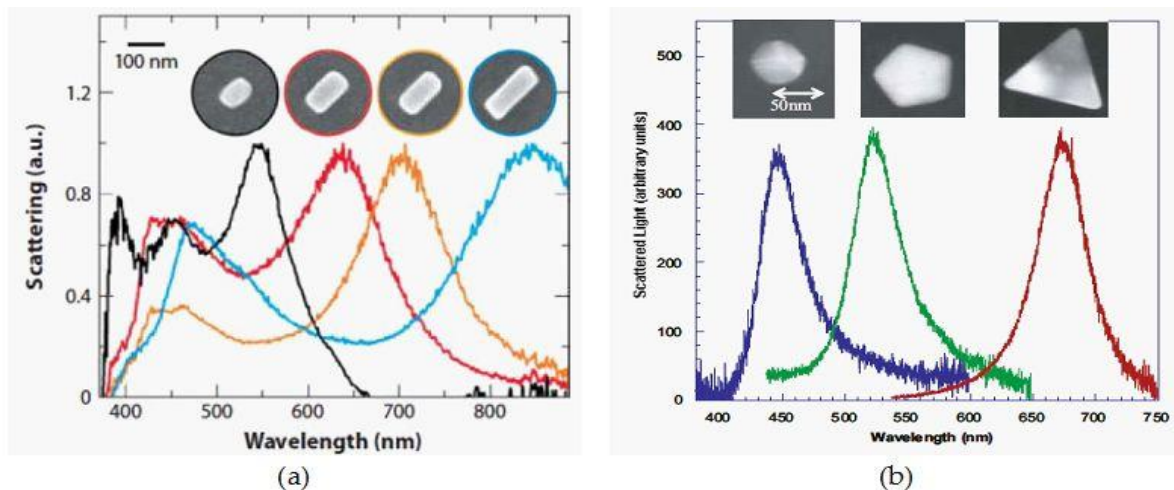 100 nm
1.2
0.8
0.4
0
400 500 600 700 800
Scattering (a.u.)
Wavelength (nm)
(a)
50nm
500
400
300
200
100
0
400 450 500 550 600 650 700 750
Scattered Light (arbitrary units)
Wavelength (nm)
(b)